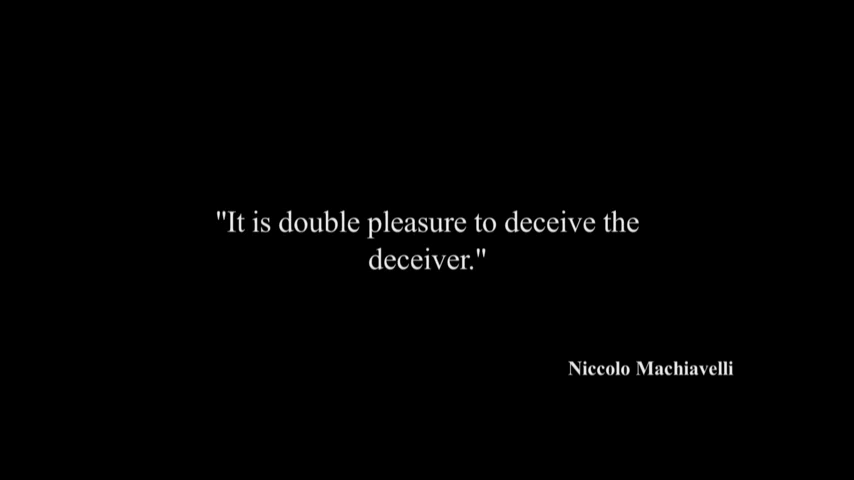 "It is double pleasure to deceive the
deceiver."
Niccolo Machiavelli